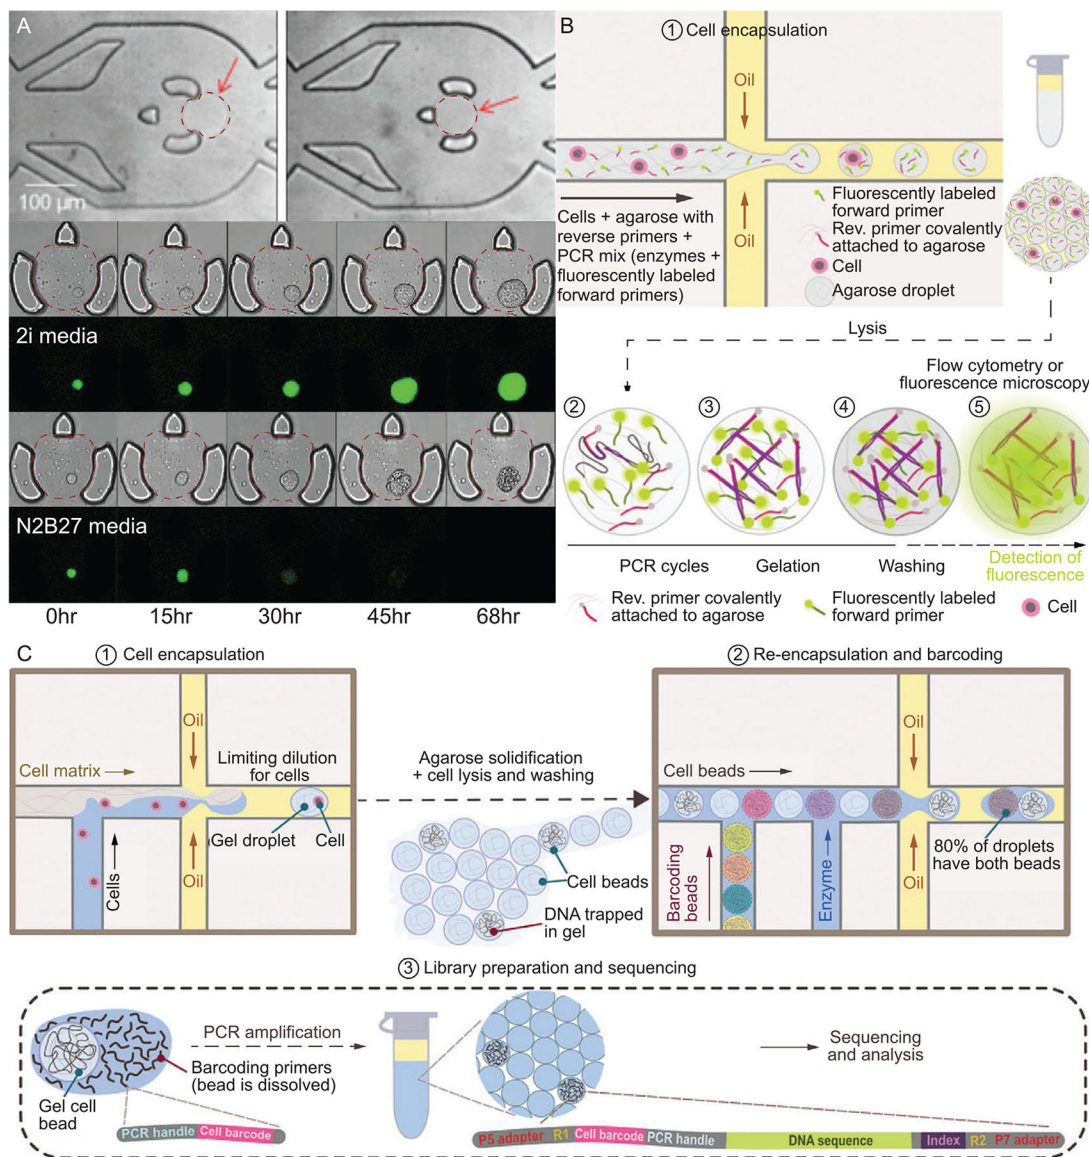 A
100 μm
2i media
N2B27 media
0hr 15hr 30hr 45hr 68hr
B
1 Cell encapsulation
Oil
Oil
Cells + agarose with
reverse primers +
PCR mix (enzymes +
fluorescently labeled
forward primers)
Fluorescently labeled
forward primer
Rev. primer covalently
attached to agarose
Cell
Agarose droplet
Lysis
Flow cytometry or
fluorescence microscopy
2 3 4 5
PCR cycles Gelation Washing
Detection of
fluorescence
Rev. primer covalently
attached to agarose
Fluorescently labeled
forward primer
Cell
C
1 Cell encapsulation
Oil
Cell matrix
Limiting dilution
for cells
Gel droplet
Cell
Cells
Oil
Agarose solidification
+ cell lysis and washing
Cell beads
DNA trapped
in gel
2 Re-encapsulation and barcoding
Oil
Cell beads
Barcoding
beads
Enzyme
Oil
80% of droplets
have both beads
3 Library preparation and sequencing
PCR amplification
Barcoding primers
(bead is dissolved)
Gel cell
bead
PCR handle Cell barcode
Sequencing
and analysis
P5 adapter R1 Cell barcode PCR handle DNA sequence Index R2 P7 adapter